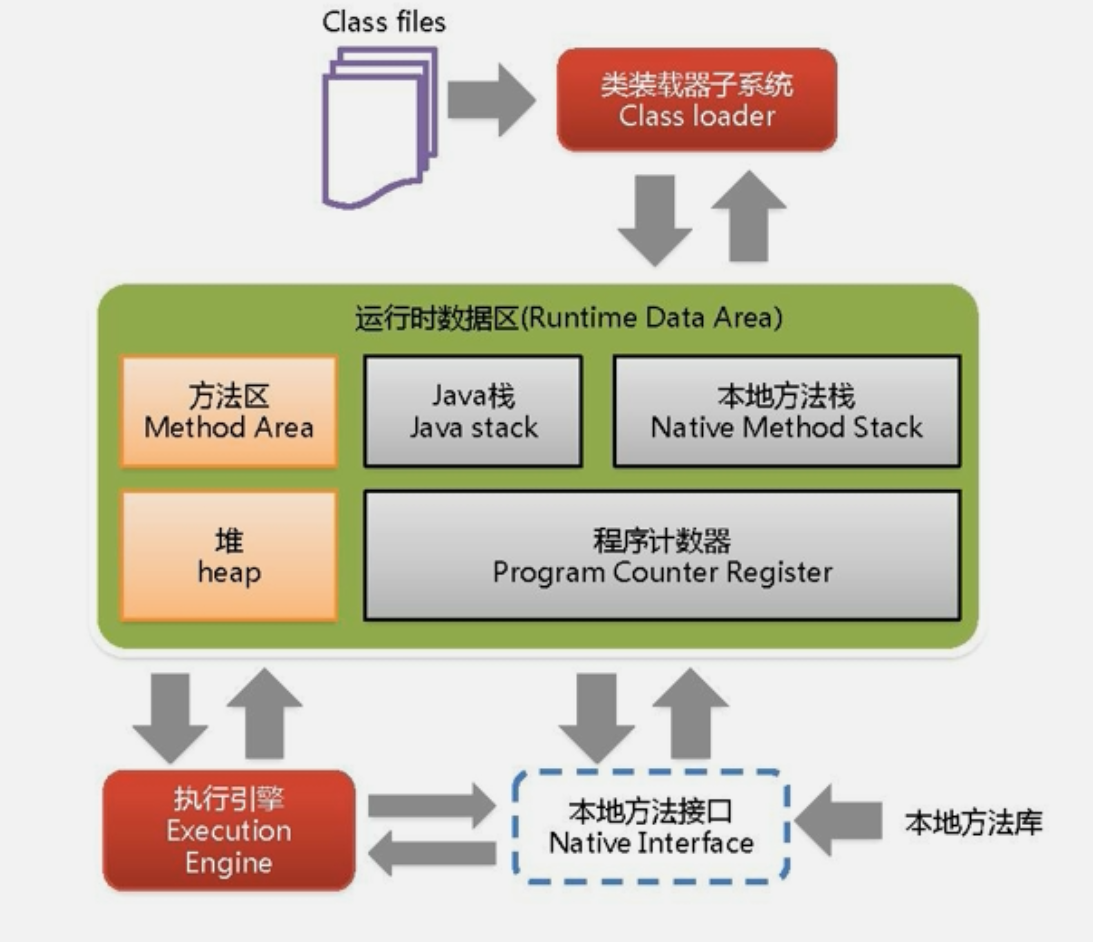 Class files
类装载器子系统
Class loader
运行时数据区(Runtime Data Area)
方法区
Method Area
Java栈
Java stack
本地方法栈
Native Method Stack
堆
heap
程序计数器
Program Counter Register
执行引擎
Execution
Engine
本地方法接口
Native Interface
本地方法库